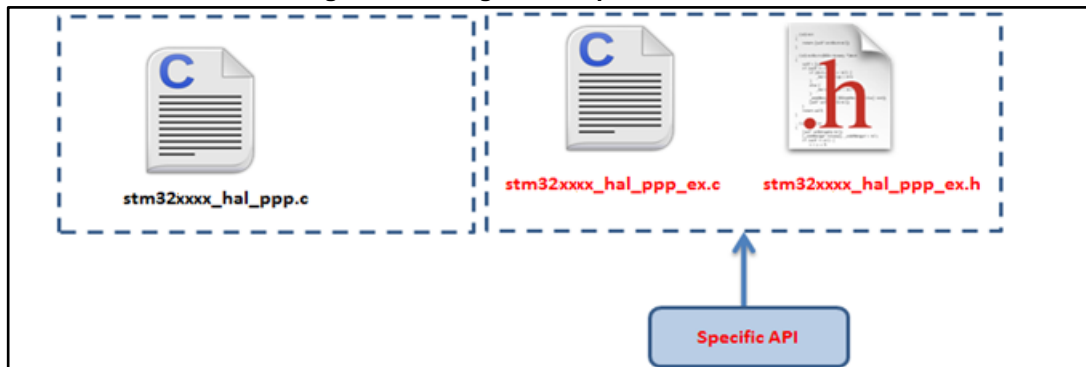 C
C
.h
stm32xxxx_hal_ppp.c
stm32xxxx_hal_ppp_ex.c
stm32xxxx_hal_ppp_ex.h
Specific API